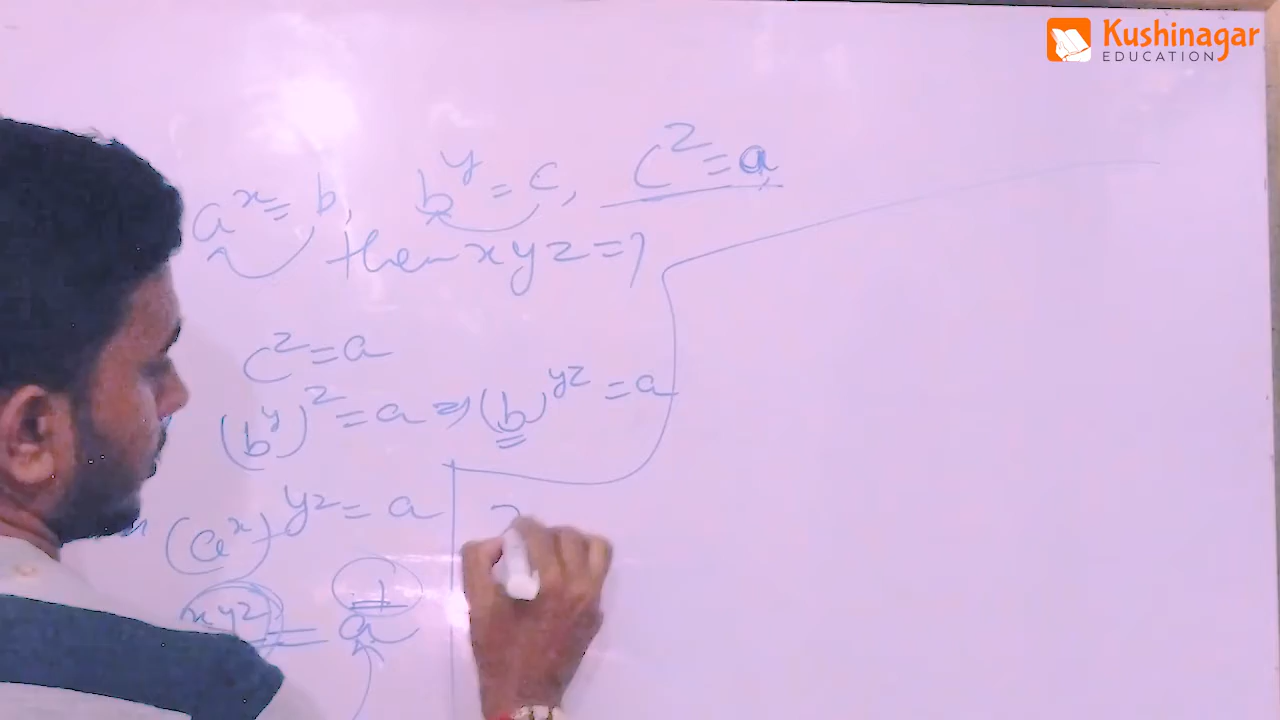 Kushinagar
EDUCATION
a^x = b, b^y = c, c^z = a,
then xyz = ?
c^z = a
(b^y)^z = a ⇒ (b)^yz = a
(a^x)^yz = a
xyz = a^1